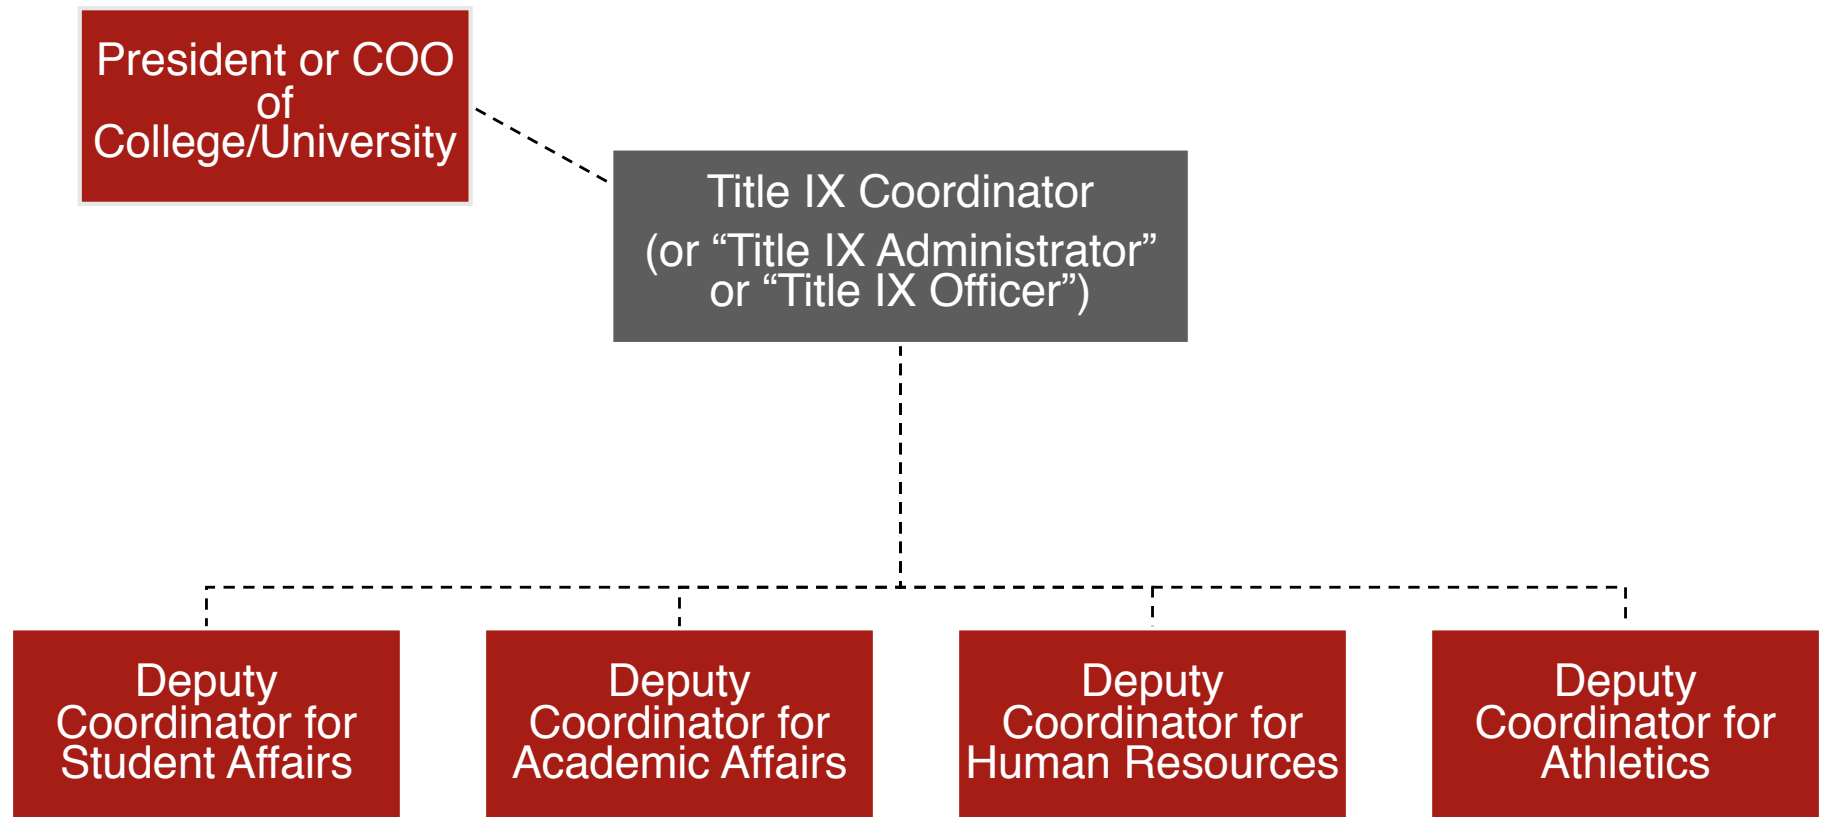 President or COO
of
College/University
Title IX Coordinator
(or “Title IX Administrator”
or “Title IX Officer”)
Deputy
Coordinator for
Student Affairs
Deputy
Coordinator for
Academic Affairs
Deputy
Coordinator for
Human Resources
Deputy
Coordinator for
Athletics